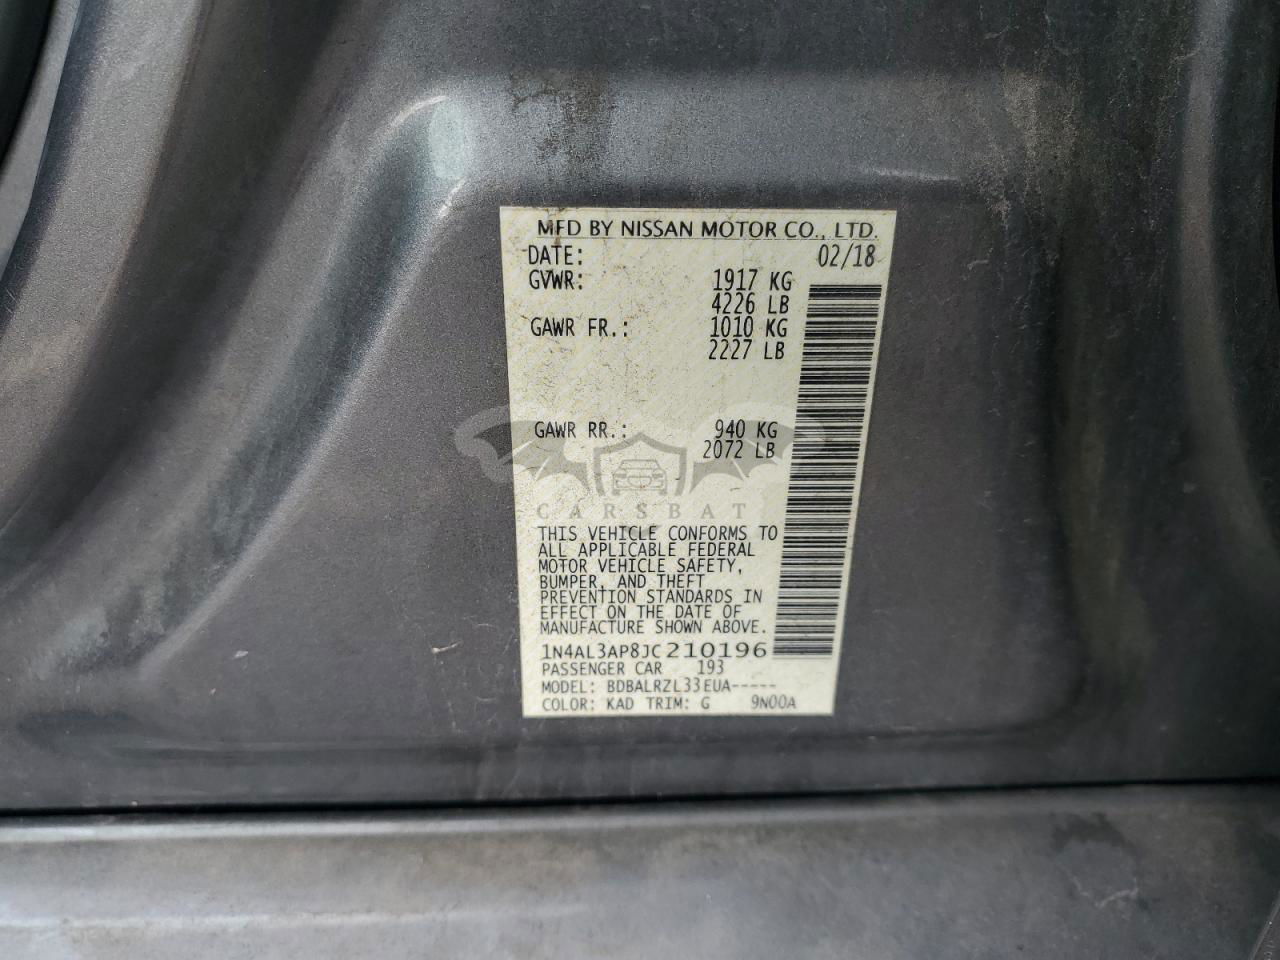 MFD BY NISSAN MOTOR CO., LTD.
DATE: 02/18
GVWR: 1917 KG
4226 LB
GAWR FR.: 1010 KG
2227 LB
GAWR RR.: 940 KG
2072 LB
CARSBAT
THIS VEHICLE CONFORMS TO
ALL APPLICABLE FEDERAL
MOTOR VEHICLE SAFETY,
BUMPER, AND THEFT
PREVENTION STANDARDS IN
EFFECT ON THE DATE OF
MANUFACTURE SHOWN ABOVE.
1N4AL3AP8JC210196
PASSENGER CAR 193
MODEL: BDBALRZL33EUA-----
COLOR: KAD TRIM: G 9N00A